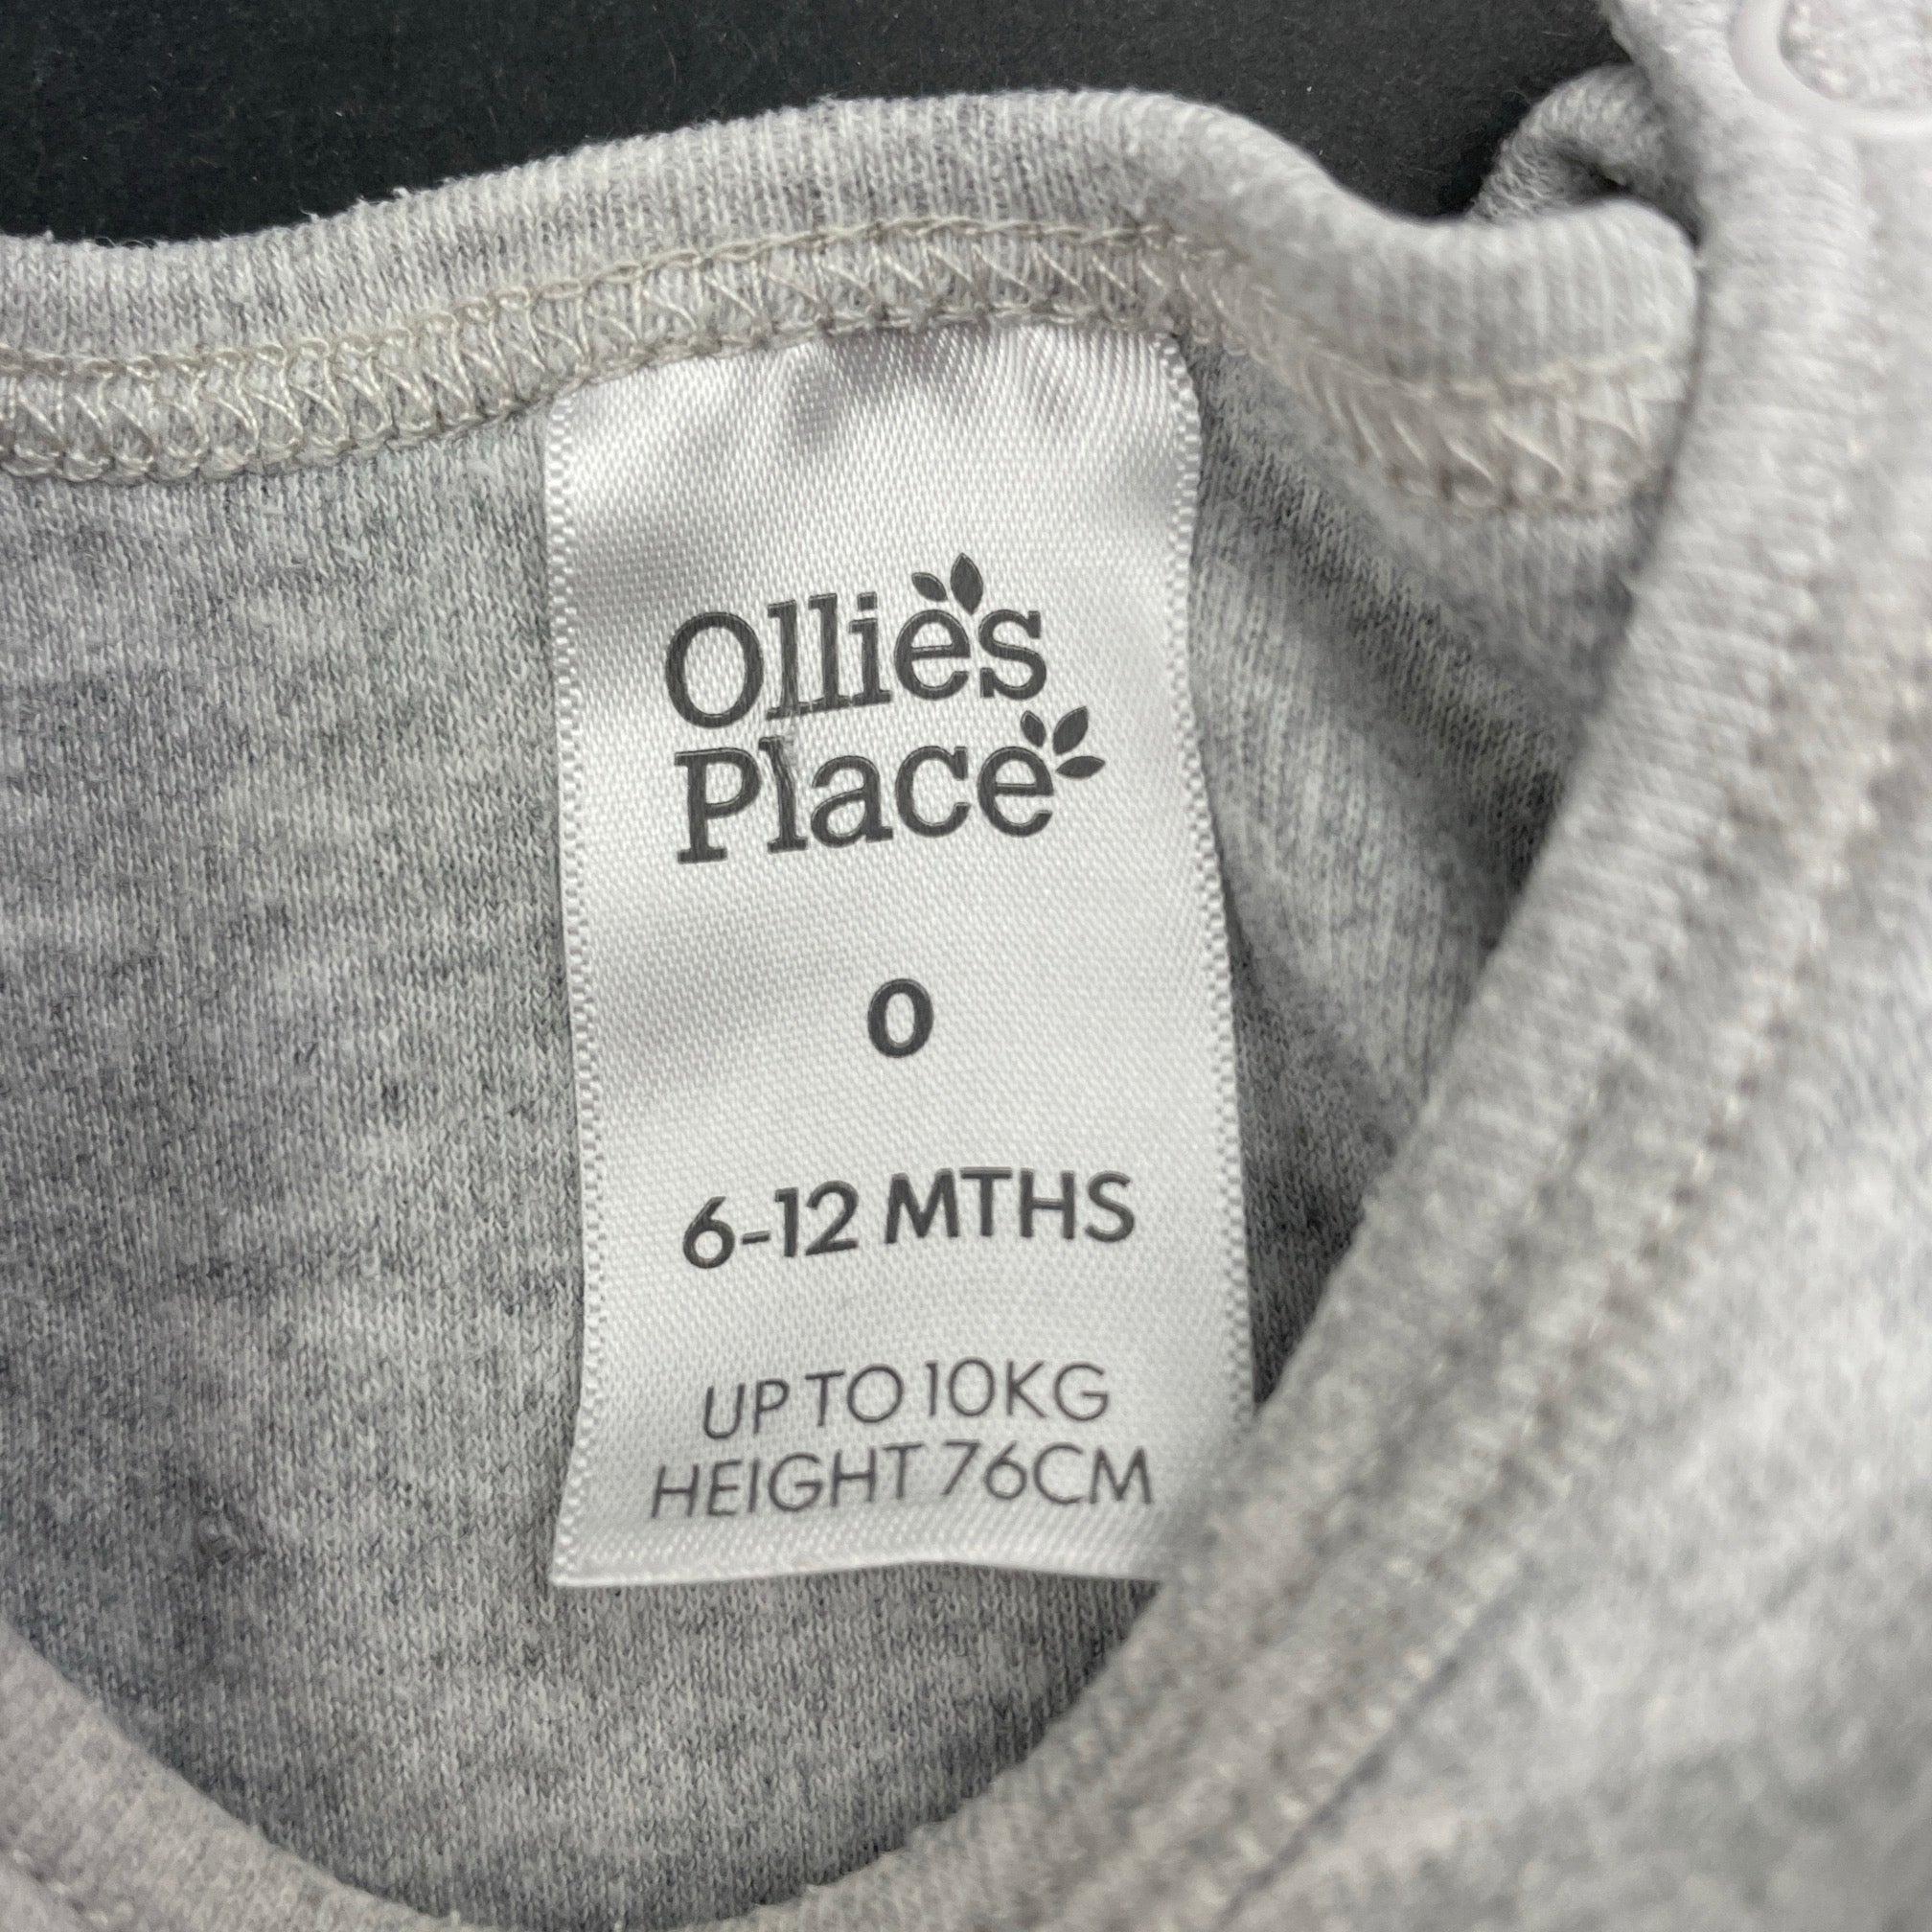 Ollie's
Place
0
6-12 MTHS
UP TO 10KG
HEIGHT 76CM